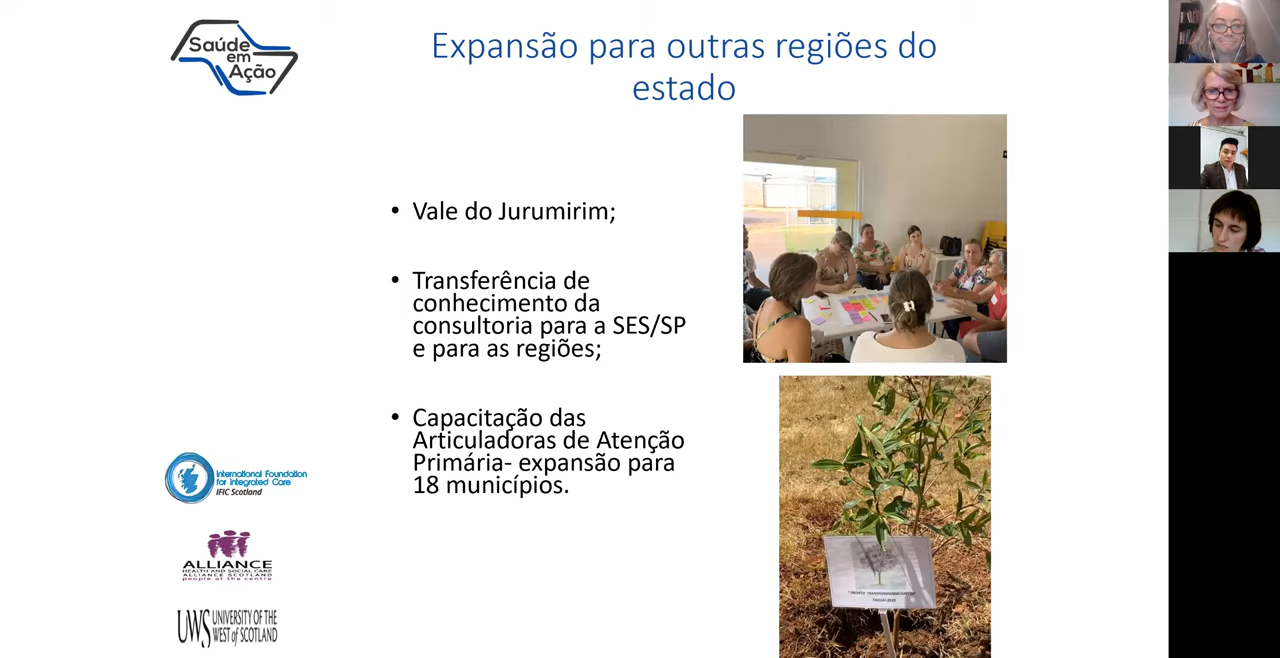 Saúde
em
Ação
Expansão para outras regiões do
estado
• Vale do Jurumirim;
• Transferência de
conhecimento da
consultoria para a SES/SP
e para as regiões;
• Capacitação das
Articuladoras de Atenção
Primária- expansão para
18 municípios.
International Foundation
for Integrated Care
IFIC Scotland
ALLIANCE
HEALTH AND SOCIAL CARE
ALLIANCE SCOTLAND
people at the centre
UWS UNIVERSITY OF THE
WEST of SCOTLAND